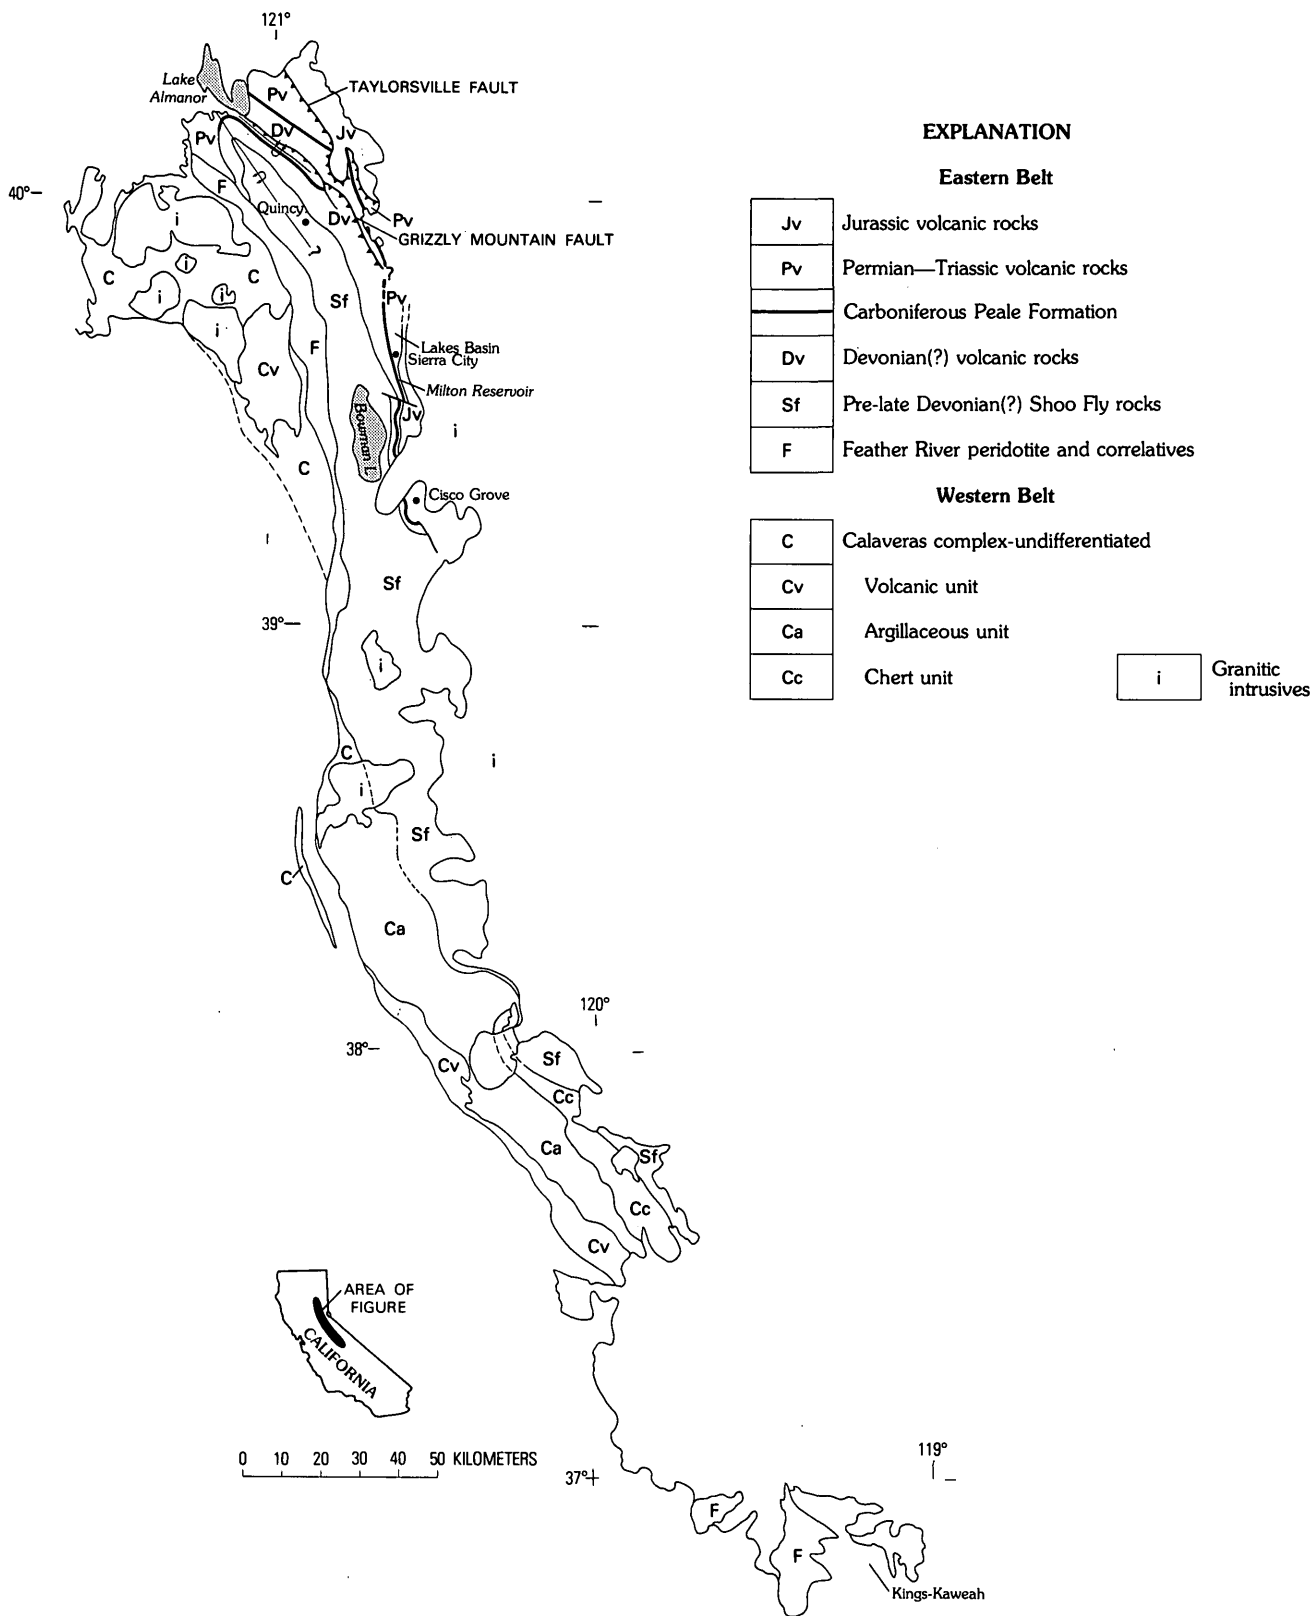 121°
Lake
Almanor
Pv
TAYLORSVILLE FAULT
Dv
Jv
Pv
40°
F
i
Quincy
Dv
Pv
GRIZZLY MOUNTAIN FAULT
C
i
C
?
?
i
i
Sf
Pv
i
F
Lakes Basin
Sierra City
Cv
Milton Reservoir
Bowman L
Jv
i
C
Cisco Grove
Sf
39°
i
C
i
i
Sf
C
Ca
120°
38°
Sf
Cv
Cc
Ca
Sf
Cc
Cv
AREA OF
FIGURE
CALIFORNIA
0 10 20 30 40 50 KILOMETERS
119°
37°
F
F
Kings-Kaweah
EXPLANATION
Eastern Belt
Jv Jurassic volcanic rocks
Pv Permian—Triassic volcanic rocks
Carboniferous Peale Formation
Dv Devonian(?) volcanic rocks
Sf Pre-late Devonian(?) Shoo Fly rocks
F Feather River peridotite and correlatives
Western Belt
C Calaveras complex-undifferentiated
Cv Volcanic unit
Ca Argillaceous unit
Cc Chert unit
i Granitic
intrusives